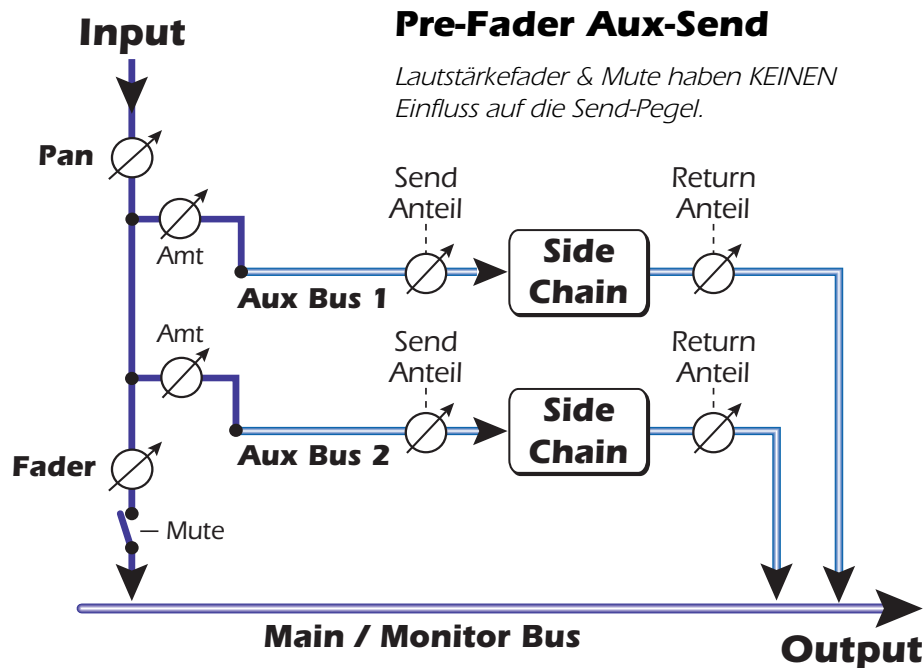 Input
Pre-Fader Aux-Send
Lautstärkefader & Mute haben KEINEN
Einfluss auf die Send-Pegel.
Pan
Amt
Send
Anteil
Side
Chain
Return
Anteil
Aux Bus 1
Amt
Send
Anteil
Side
Chain
Return
Anteil
Aux Bus 2
Fader
Mute
Main / Monitor Bus
Output